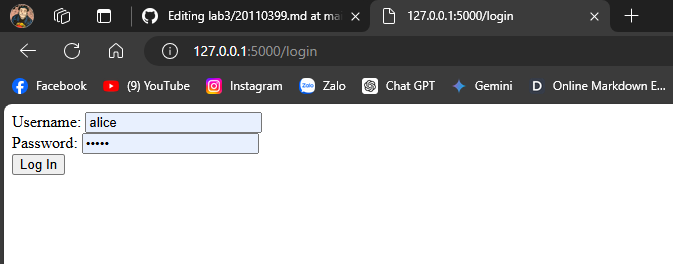 Editing lab3/20110399.md at mai
127.0.0.1:5000/login
127.0.0.1:5000/login
Facebook
(9) YouTube
Instagram
Zalo
Chat GPT
Gemini
D
Online Markdown E...
Username: alice
Password: •••••
Log In